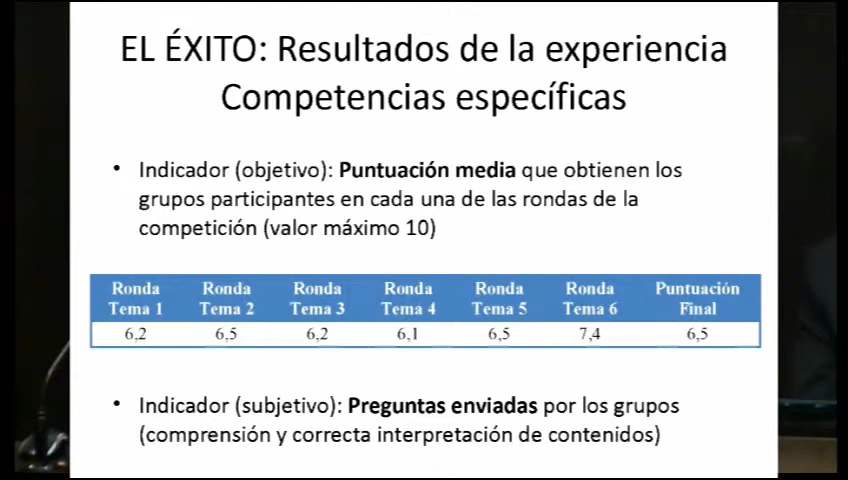 EL ÉXITO: Resultados de la experiencia
Competencias específicas
• Indicador (objetivo): Puntuación media que obtienen los
grupos participantes en cada una de las rondas de la
competición (valor máximo 10)
Ronda Tema 1 Ronda Tema 2 Ronda Tema 3 Ronda Tema 4 Ronda Tema 5 Ronda Tema 6 Puntuación Final
6,2 6,5 6,2 6,1 6,5 7,4 6,5
• Indicador (subjetivo): Preguntas enviadas por los grupos
(comprensión y correcta interpretación de contenidos)